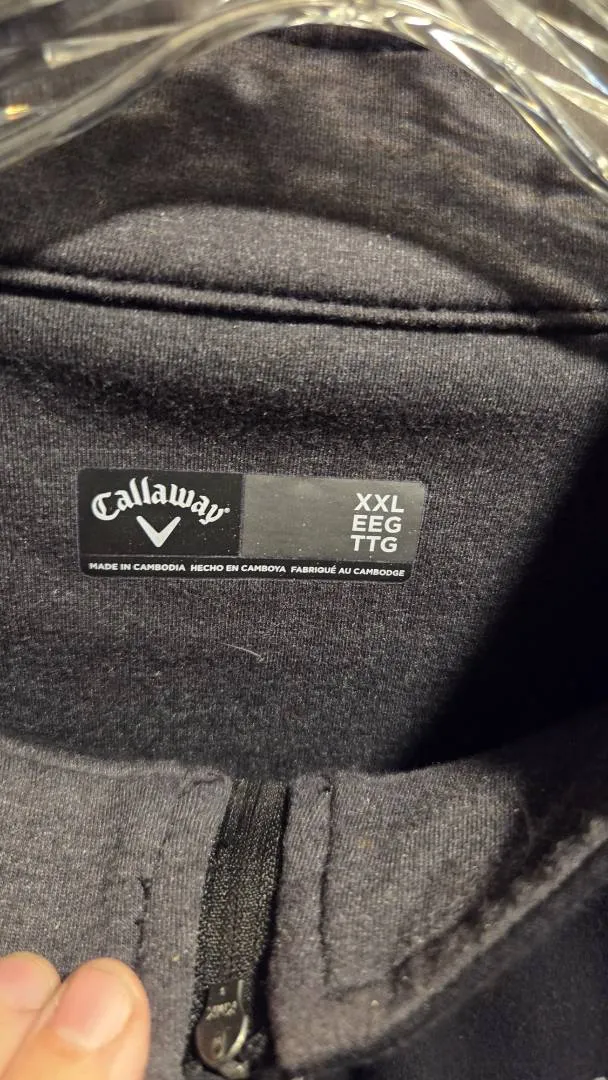 Callaway
XXL
EEG
TTG
MADE IN CAMBODIA HECHO EN CAMBOYA FABRIQUÉ AU CAMBODGE